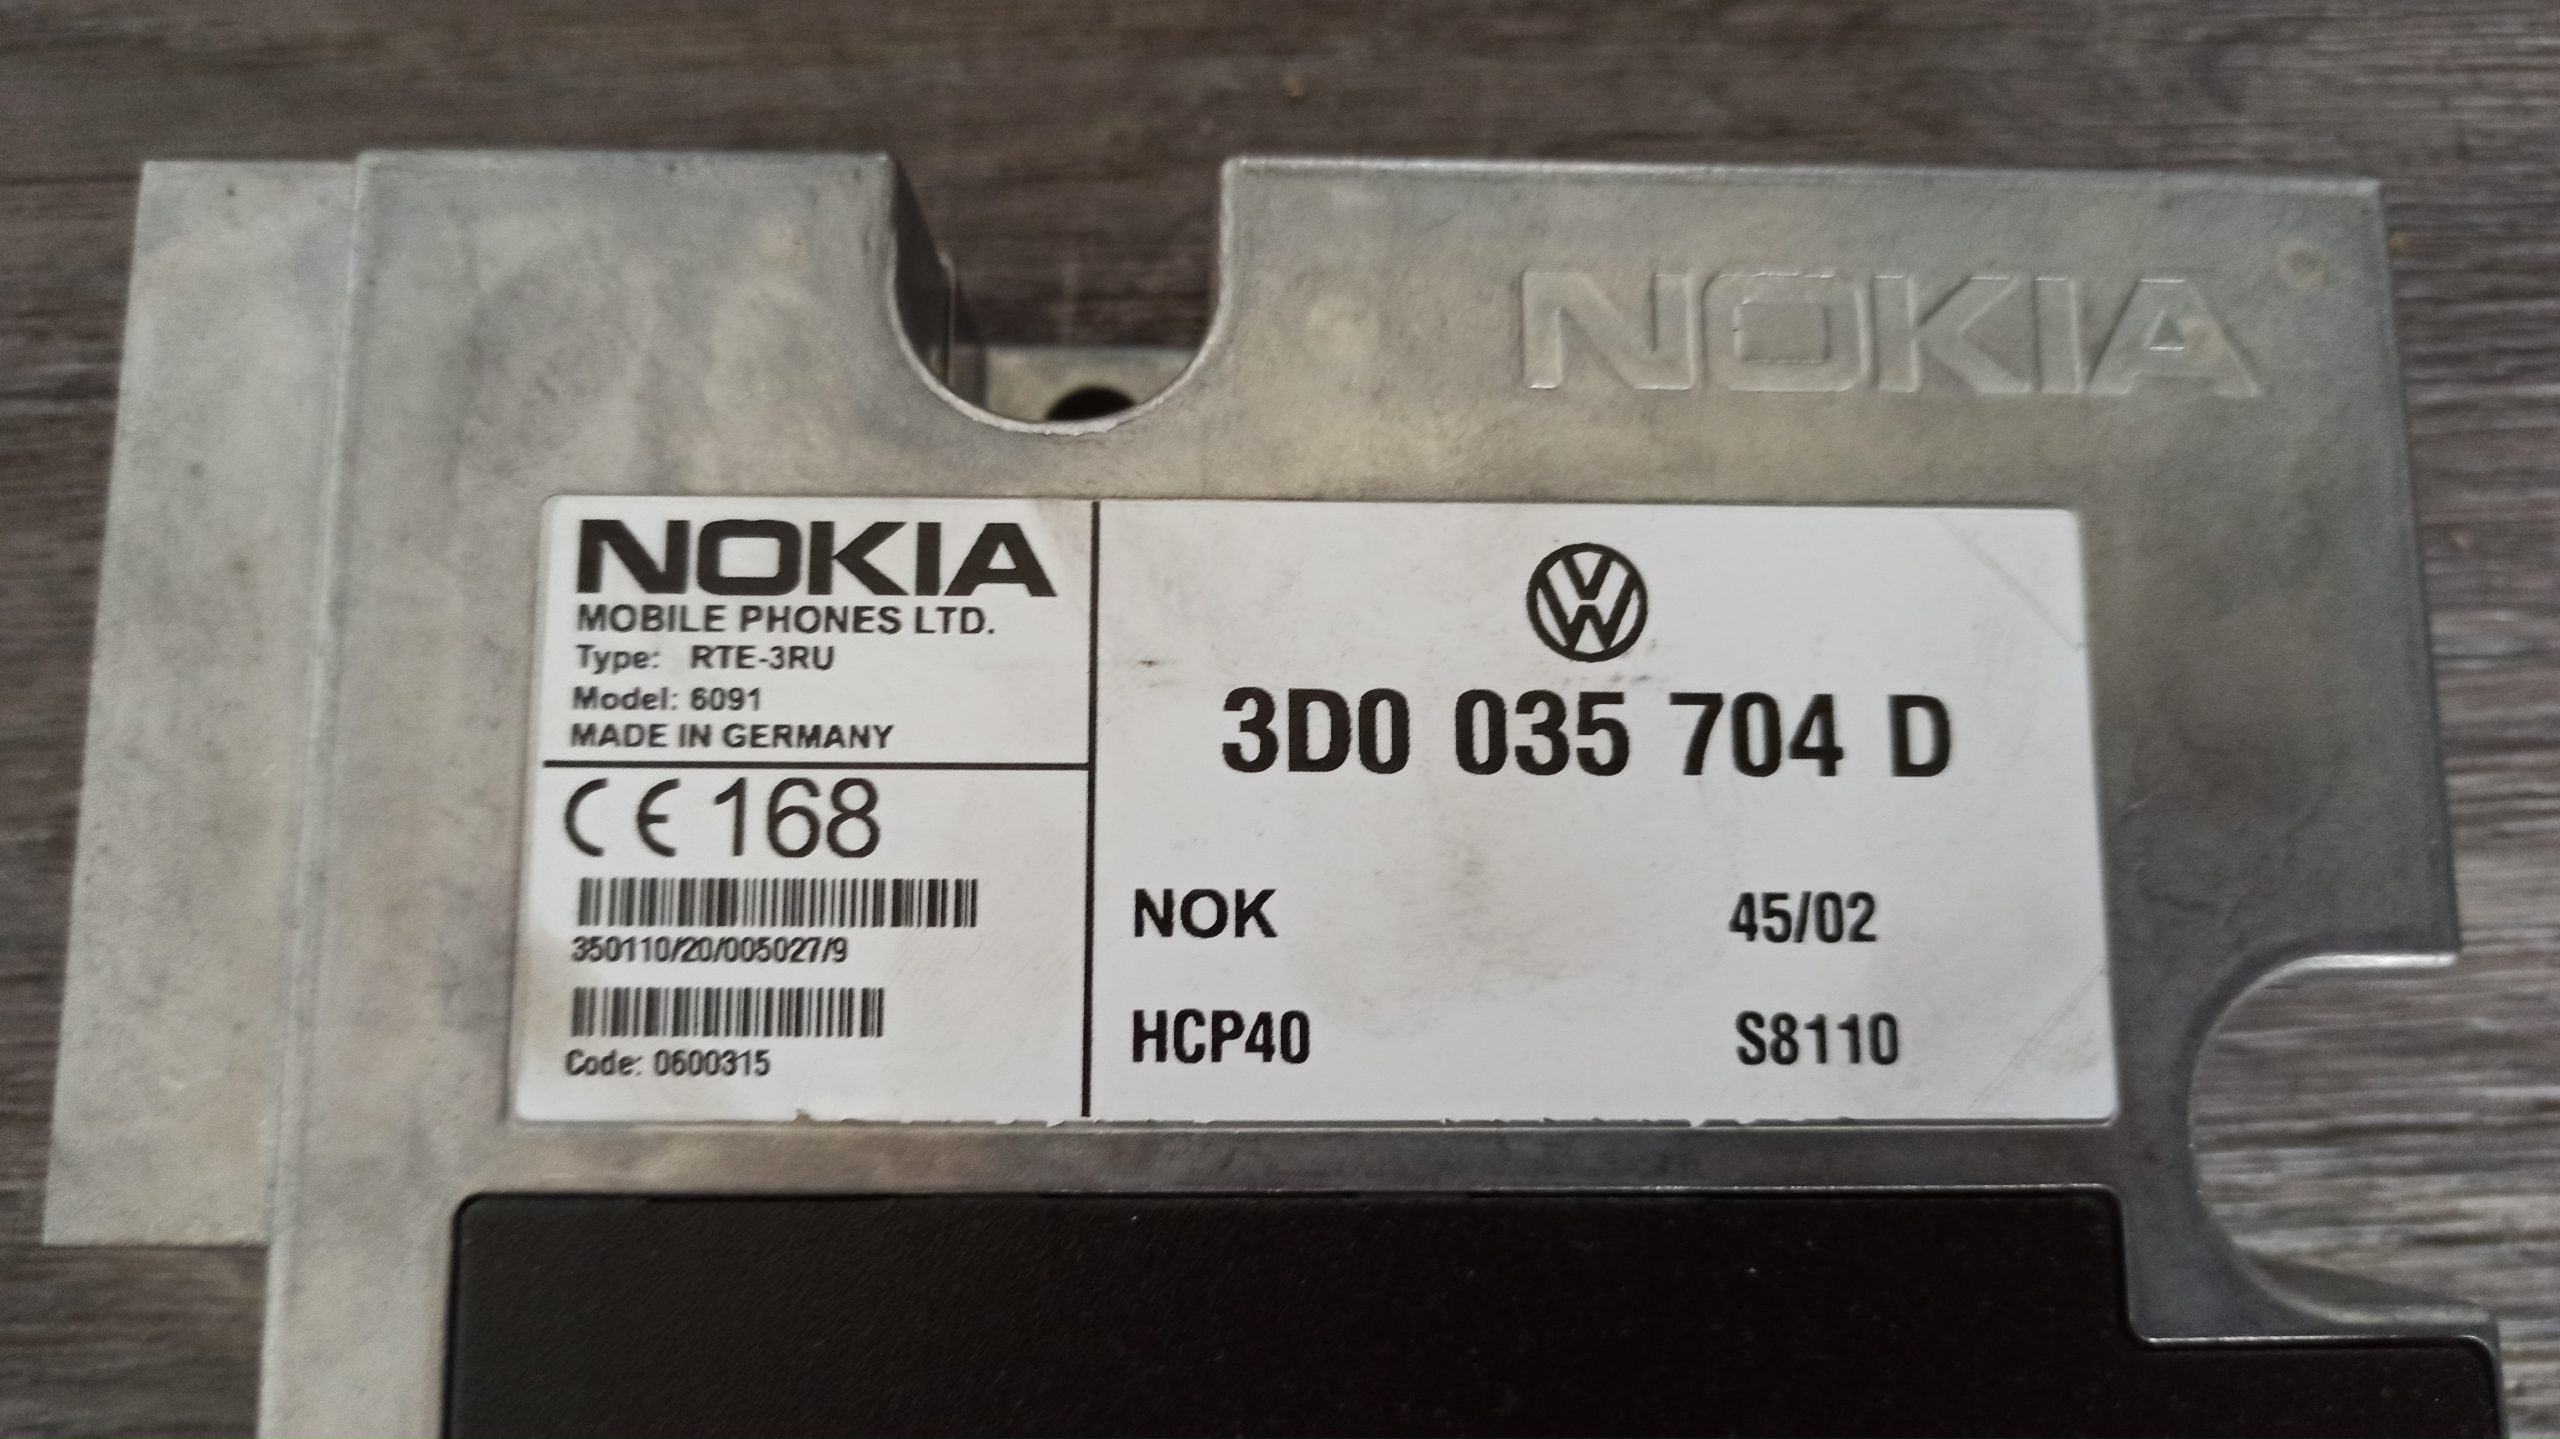 NOKIA
NOKIA
MOBILE PHONES LTD.
Type: RTE-3RU
Model: 6091
MADE IN GERMANY
CE 168
350110/20/005027/9
Code: 0600315
VW
3D0 035 704 D
NOK 45/02
HCP40 S8110